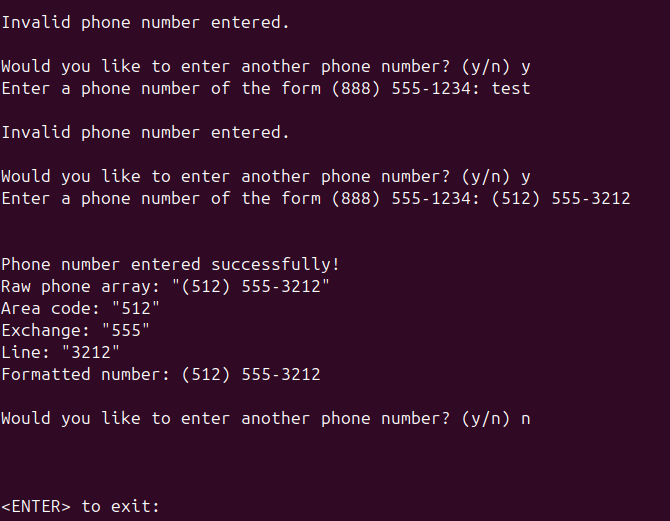 Invalid phone number entered.
Would you like to enter another phone number? (y/n) y
Enter a phone number of the form (888) 555-1234: test
Invalid phone number entered.
Would you like to enter another phone number? (y/n) y
Enter a phone number of the form (888) 555-1234: (512) 555-3212
Phone number entered successfully!
Raw phone array: "(512) 555-3212"
Area code: "512"
Exchange: "555"
Line: "3212"
Formatted number: (512) 555-3212
Would you like to enter another phone number? (y/n) n
<ENTER> to exit: